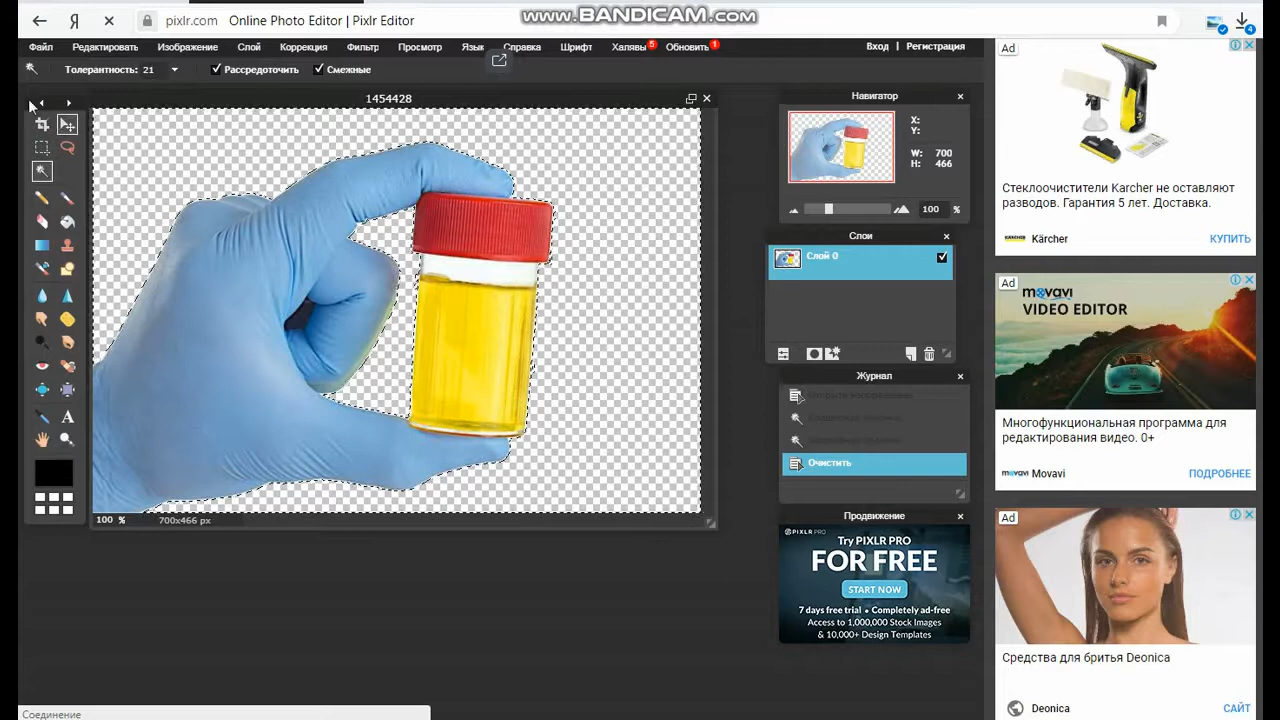 www.BANDICAM.com
Я
pixlr.com Online Photo Editor | Pixlr Editor
4
Файл Редактировать Изображение Слой Коррекция Фильтр Просмотр Язык Справка Шрифт Халявы 5 Обновить 1 Вход | Регистрация
Толерантность: 21 Рассредоточить Смежные
1454428
100 % 700x466 px
A
Навигатор
X:
Y:
W: 700
H: 466
100 %
Слои
Слой 0
Журнал
Очистить
Продвижение
PIXLR PRO
Try PIXLR PRO
FOR FREE
START NOW
7 days free trial • Completely ad-free
Access to 1,000,000 Stock Images
& 10,000+ Design Templates
Ad
Стеклоочистители Karcher не оставляют
разводов. Гарантия 5 лет. Доставка.
KÄRCHER
Kärcher КУПИТЬ
Ad
movavi
VIDEO EDITOR
Многофункциональная программа для
редактирования видео. 0+
movavi Movavi ПОДРОБНЕЕ
Ad
Средства для бритья Deonica
Deonica САЙТ
Соединение